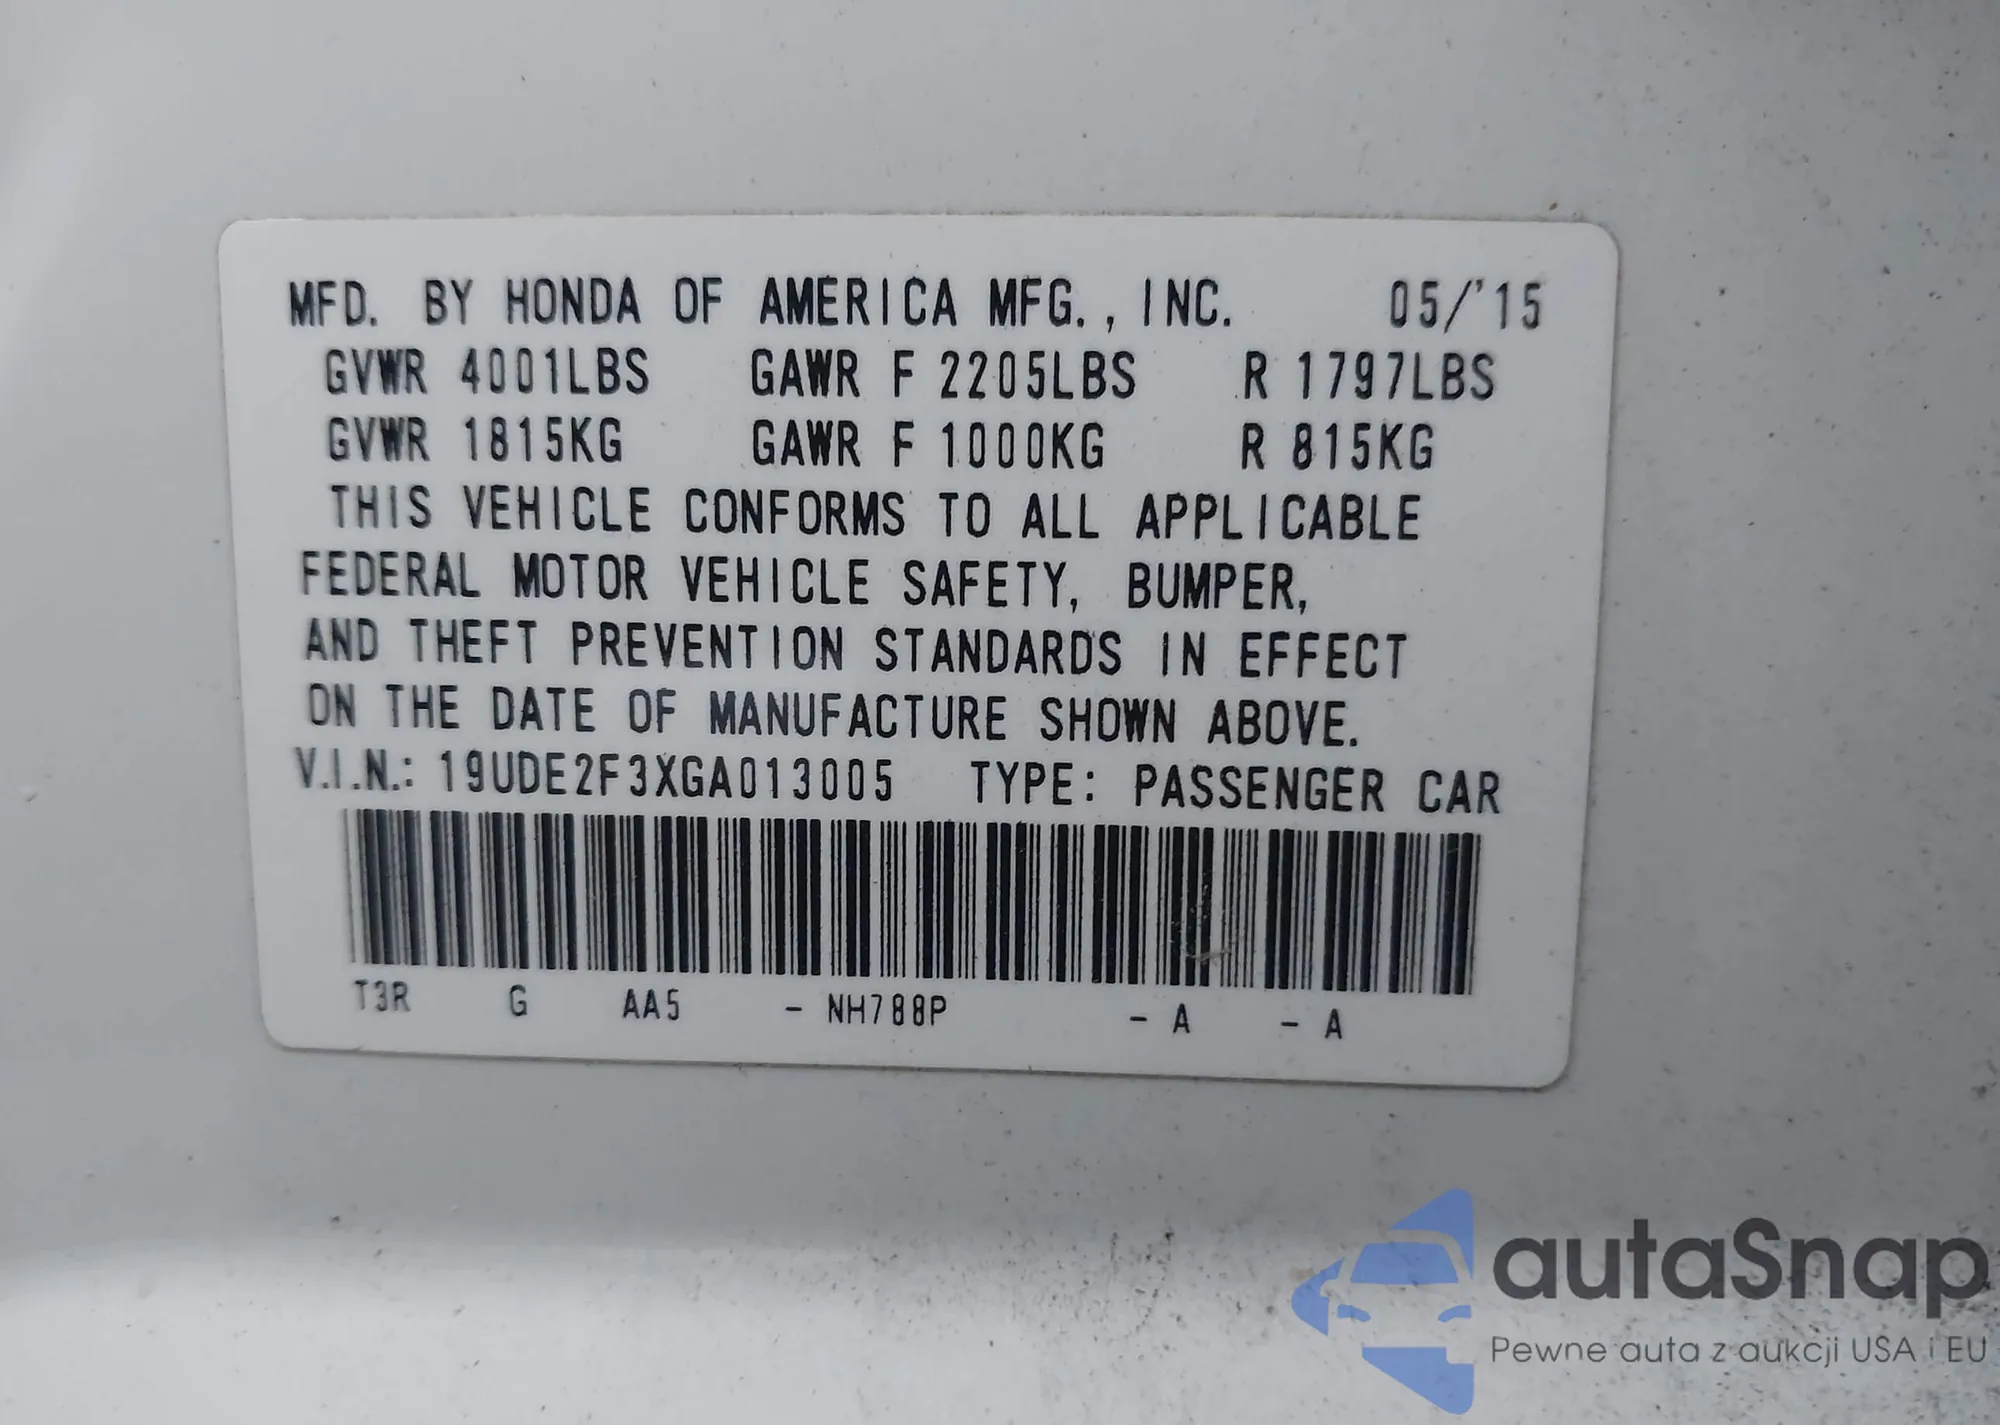 MFD. BY HONDA OF AMERICA MFG., INC. 05/'15
GVWR 4001LBS GAWR F 2205LBS R 1797LBS
GVWR 1815KG GAWR F 1000KG R 815KG
THIS VEHICLE CONFORMS TO ALL APPLICABLE
FEDERAL MOTOR VEHICLE SAFETY, BUMPER,
AND THEFT PREVENTION STANDARDS IN EFFECT
ON THE DATE OF MANUFACTURE SHOWN ABOVE.
V.I.N.: 19UDE2F3XGA013005 TYPE: PASSENGER CAR
T3R G AA5 - NH788P - A - A
autaSnap
Pewne auta z aukcji USA i EU